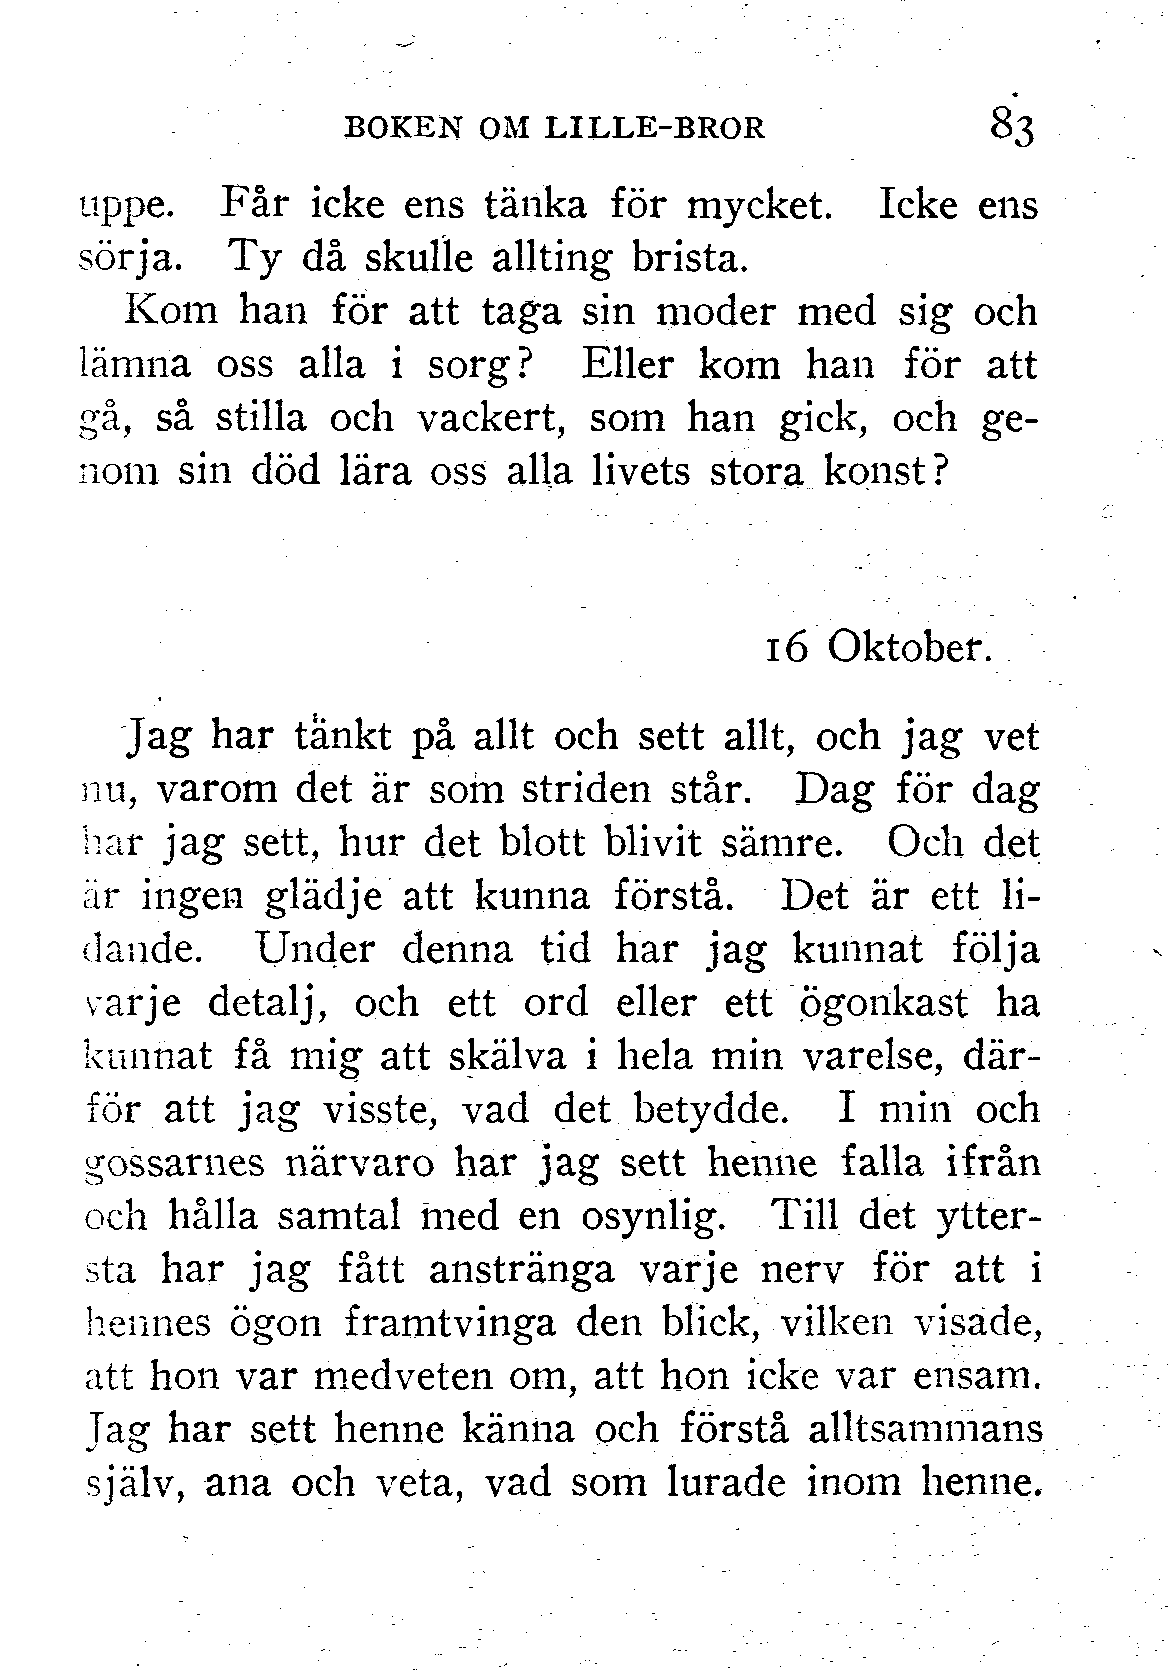 BOKEN OM LILLE-BROR 83
uppe. Får icke ens tänka för mycket. Icke ens
sörja. Ty då skulle allting brista.
Kom han för att taga sin moder med sig och
lämna oss alla i sorg? Eller kom han för att
gå, så stilla och vackert, som han gick, och ge-
nom sin död lära oss alla livets stora konst?
16 Oktober.
Jag har tänkt på allt och sett allt, och jag vet
nu, varom det är som striden står. Dag för dag
har jag sett, hur det blott blivit sämre. Och det
är ingen glädje att kunna förstå. Det är ett li-
dande. Under denna tid har jag kunnat följa
varje detalj, och ett ord eller ett ögonkast ha
kunnat få mig att skälva i hela min varelse, där-
för att jag visste, vad det betydde. I min och
gossarnes närvaro har jag sett henne falla ifrån
och hålla samtal med en osynlig. Till det ytter-
sta har jag fått anstränga varje nerv för att i
hennes ögon framtvinga den blick, vilken visade,
att hon var medveten om, att hon icke var ensam.
Jag har sett henne känna och förstå alltsammans
själv, ana och veta, vad som lurade inom henne.